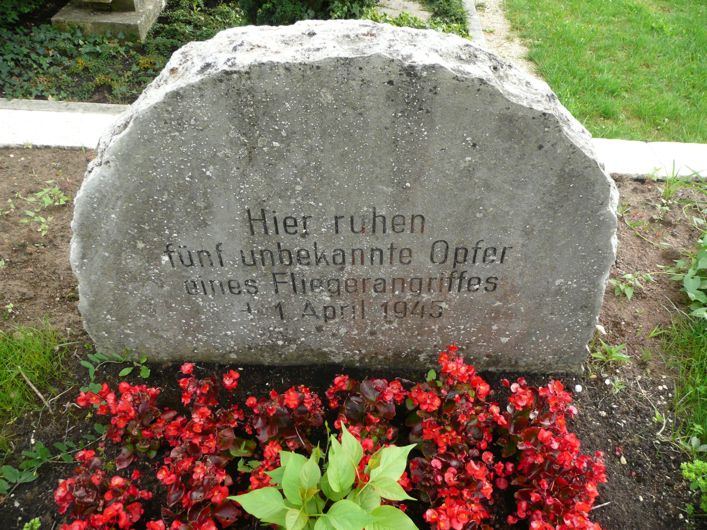 Hier ruhen
fünf unbekannte Opfer
eines Fliegerangriffes
+ 1 April 1945